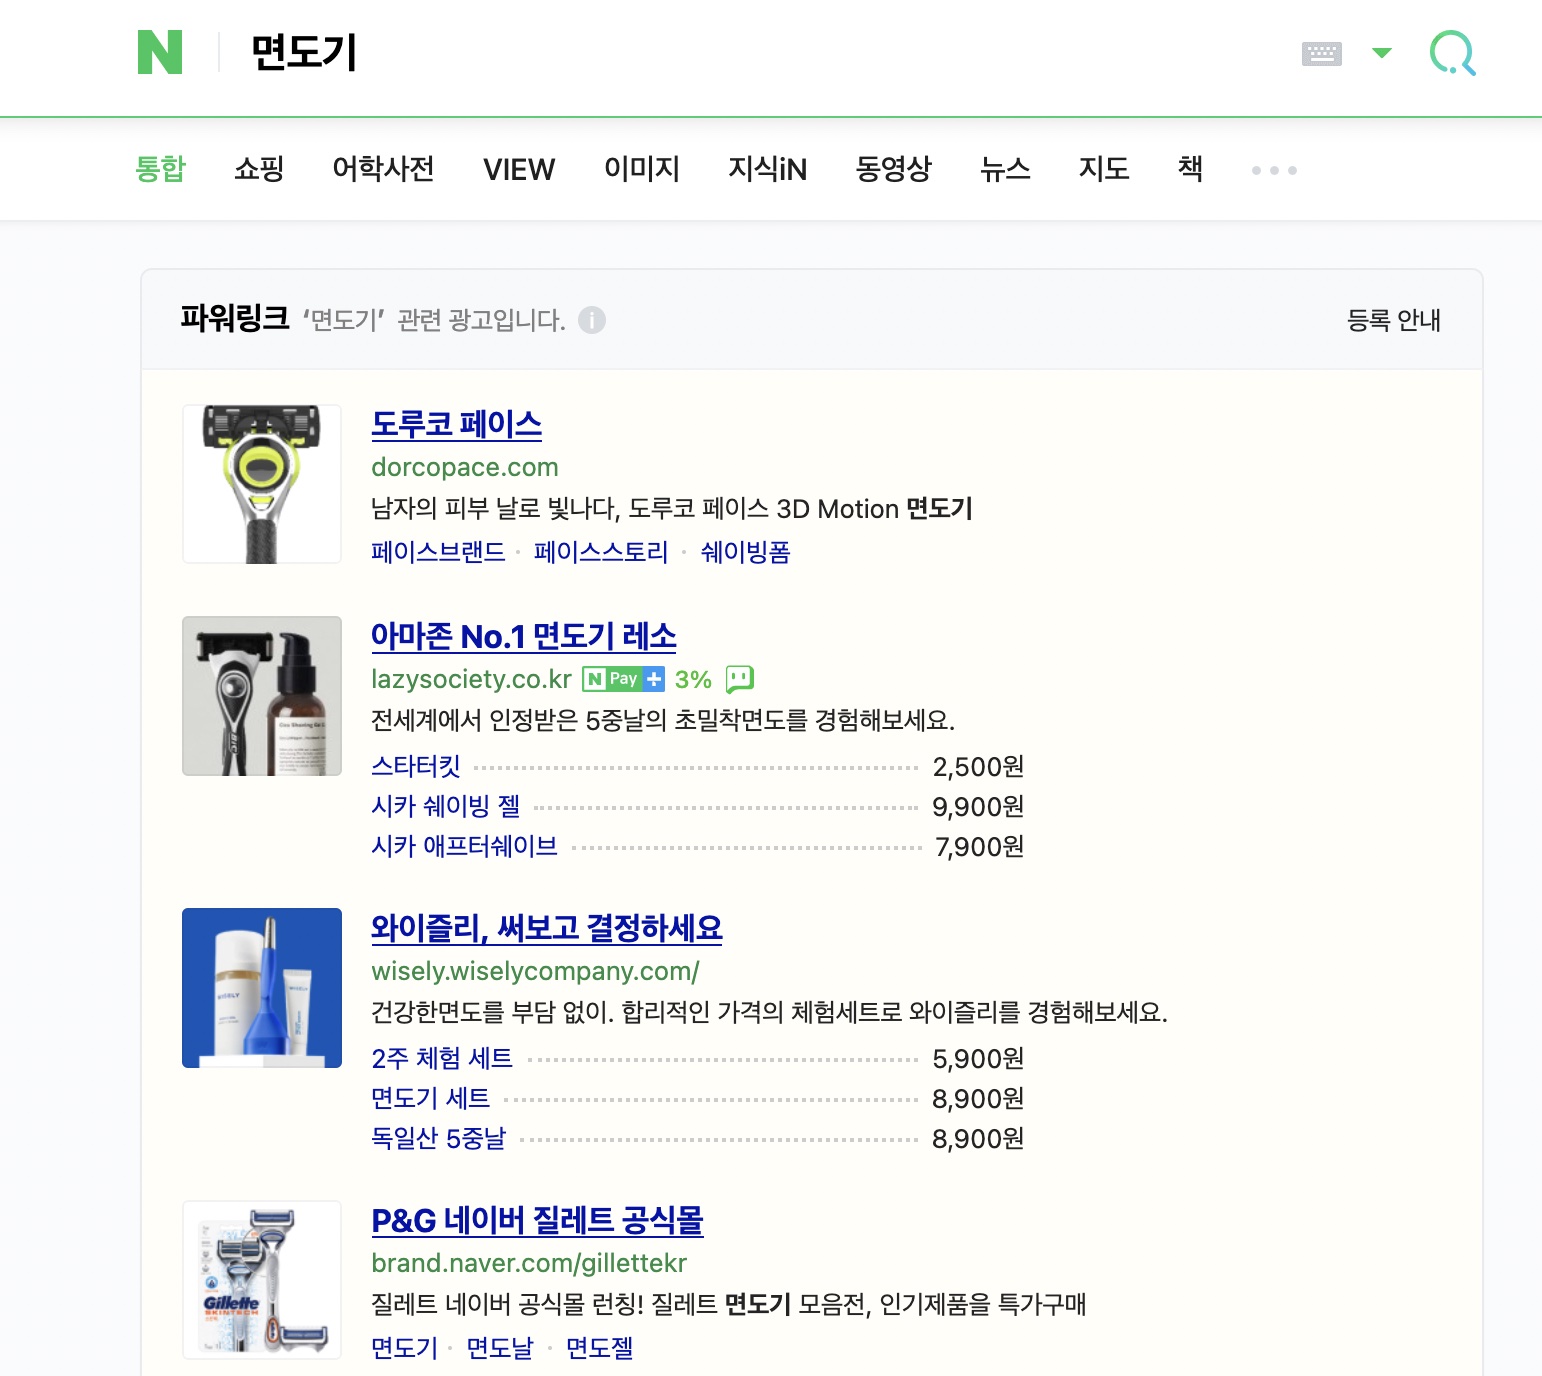 N 면도기
통합 쇼핑 어학사전 VIEW 이미지 지식iN 동영상 뉴스 지도 책
파워링크 '면도기' 관련 광고입니다. i 등록 안내
도루코 페이스
dorcopace.com
남자의 피부 날로 빛나다, 도루코 페이스 3D Motion 면도기
페이스브랜드 · 페이스스토리 · 쉐이빙폼
아마존 No.1 면도기 레소
lazysociety.co.kr N Pay + 3%
전세계에서 인정받은 5중날의 초밀착면도를 경험해보세요.
스타터킷 2,500원
시카 쉐이빙 젤 9,900원
시카 애프터쉐이브 7,900원
BIC
와이즐리, 써보고 결정하세요
wisely.wiselycompany.com/
건강한면도를 부담 없이. 합리적인 가격의 체험세트로 와이즐리를 경험해보세요.
2주 체험 세트 5,900원
면도기 세트 8,900원
독일산 5중날 8,900원
WISELY
WISELY
P&G 네이버 질레트 공식몰
brand.naver.com/gillettekr
질레트 네이버 공식몰 런칭! 질레트 면도기 모음전, 인기제품을 특가구매
면도기 · 면도날 · 면도젤
Gillette
SKINTECH